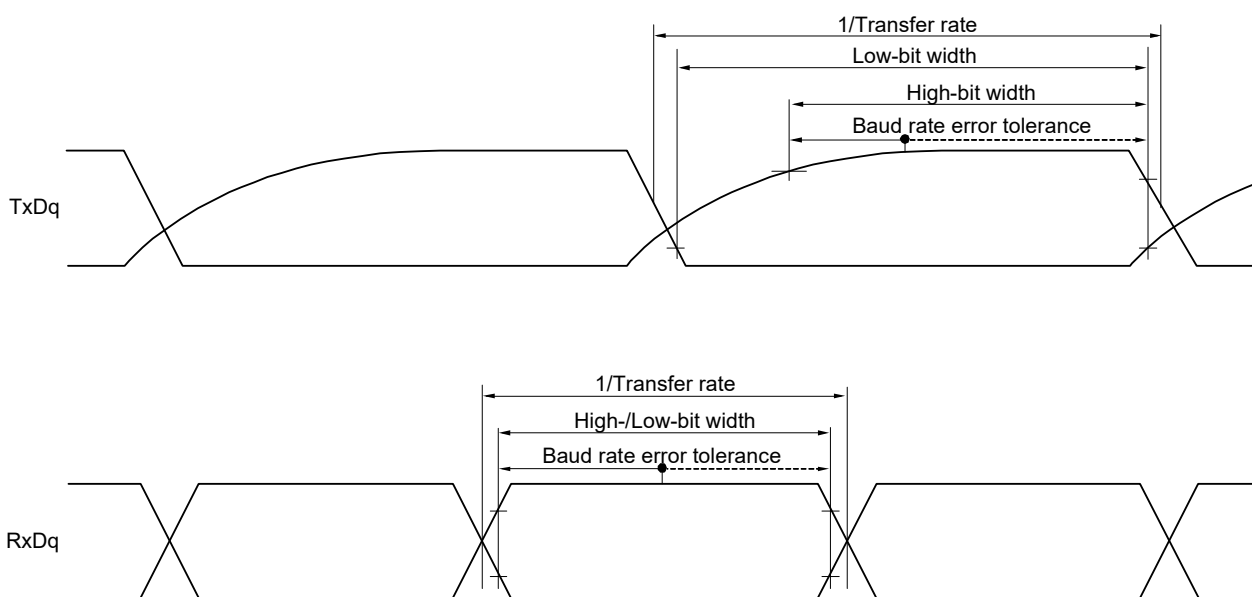 1/Transfer rate
Low-bit width
High-bit width
Baud rate error tolerance
TxDq
1/Transfer rate
High-/Low-bit width
Baud rate error tolerance
RxDq